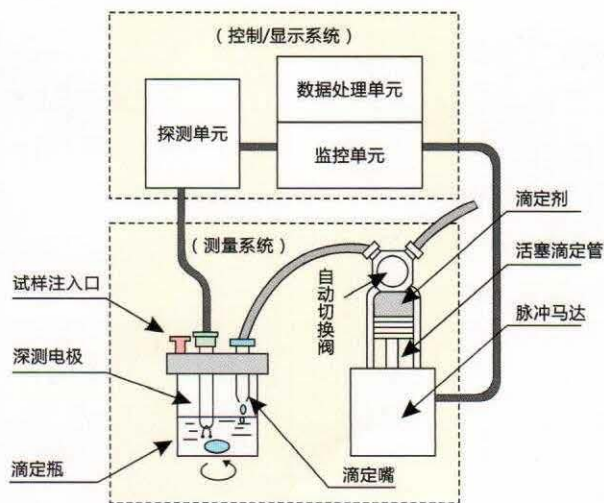 （控制/显示系统）
数据处理单元
探测单元
监控单元
（测量系统）
滴定剂
活塞滴定管
自动切换阀
试样注入口
脉冲马达
深测电极
滴定瓶
滴定嘴